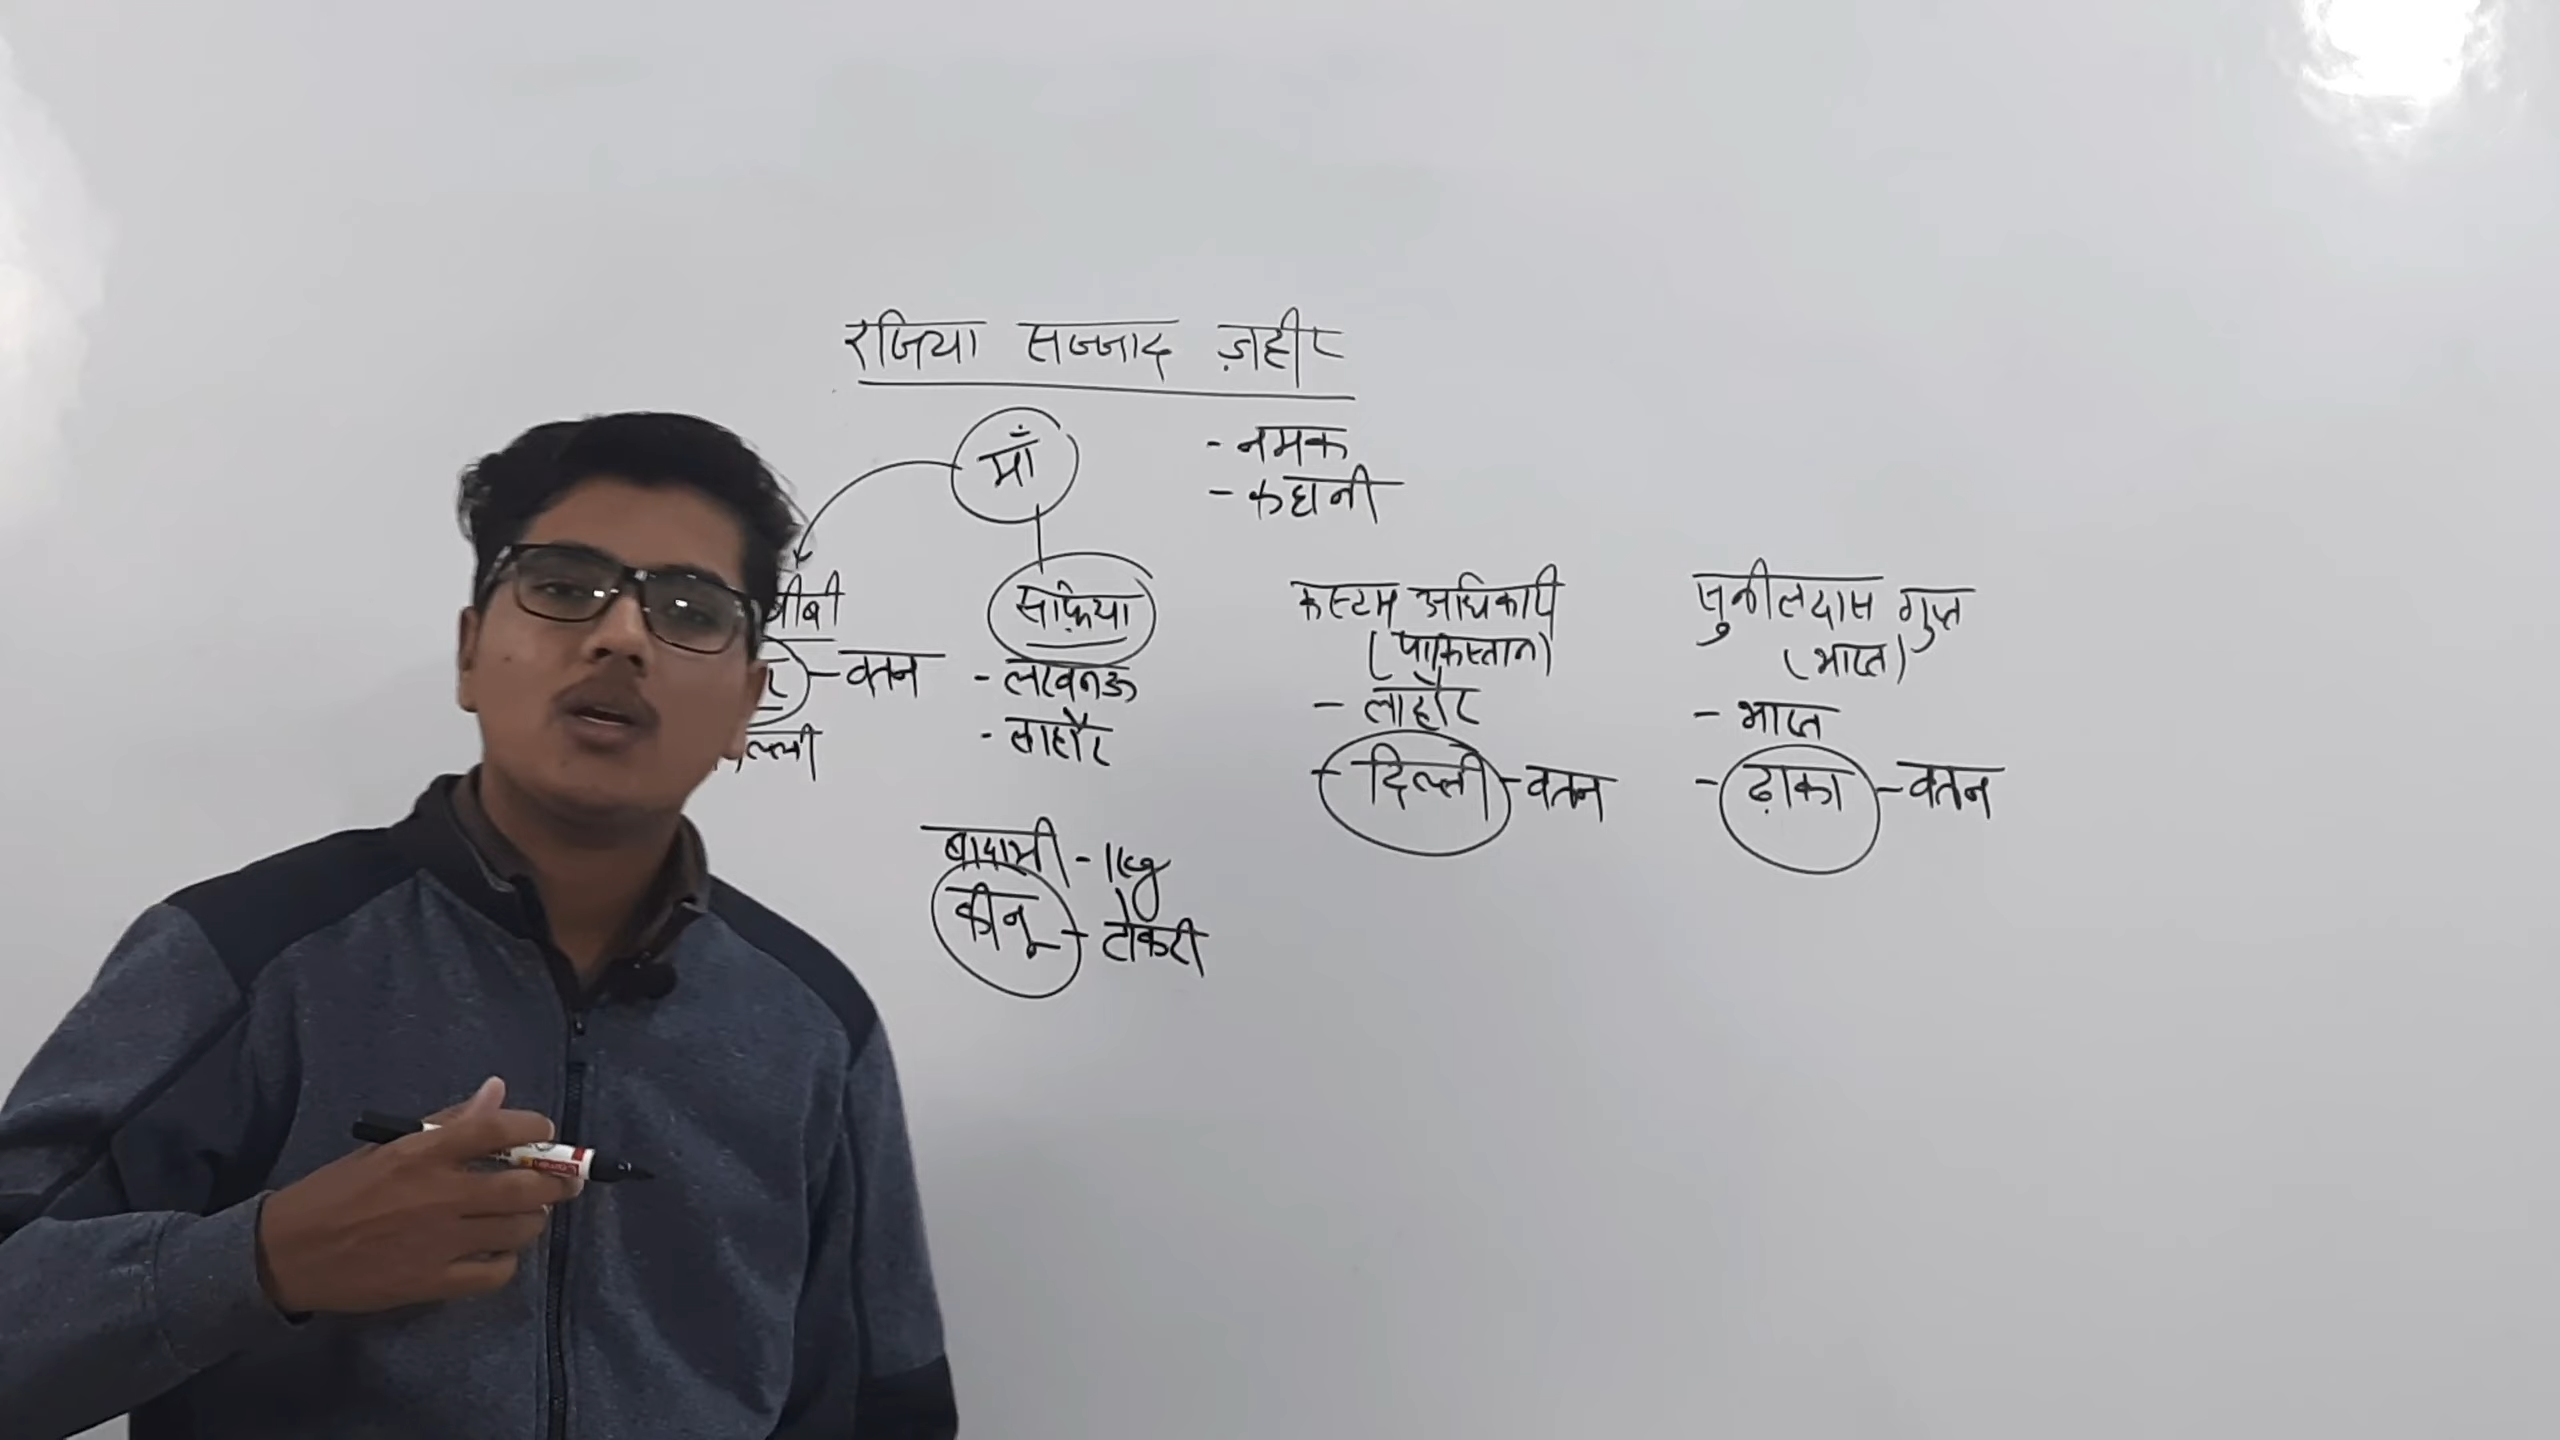 रजिया सज्जाद ज़हीर
माँ
- नमक
- कहानी
बीबी
- वतन
सफ़िया
- लखनऊ
- लाहौर
कस्टम अधिकारी
(पाकिस्तान)
- लाहौर
- दिल्ली - वतन
सुनीलदास गुप्त
(भारत)
- भारत
- ढ़ाका - वतन
बादामी - 1kg
कीनू - टोकरी